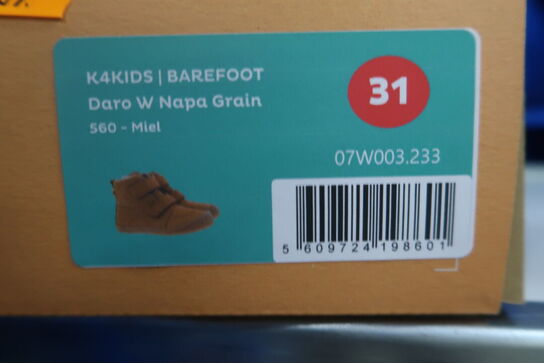 K4KIDS | BAREFOOT
Daro W Napa Grain
560 - Miel
31
07W003.233
5 609724 198601